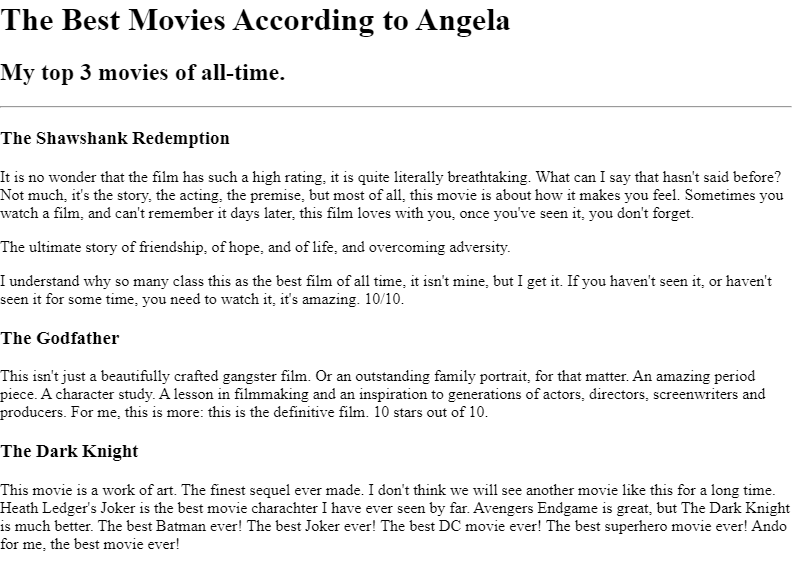 The Best Movies According to Angela
My top 3 movies of all-time.
The Shawshank Redemption
It is no wonder that the film has such a high rating, it is quite literally breathtaking. What can I say that hasn't said before?
Not much, it's the story, the acting, the premise, but most of all, this movie is about how it makes you feel. Sometimes you
watch a film, and can't remember it days later, this film loves with you, once you've seen it, you don't forget.
The ultimate story of friendship, of hope, and of life, and overcoming adversity.
I understand why so many class this as the best film of all time, it isn't mine, but I get it. If you haven't seen it, or haven't
seen it for some time, you need to watch it, it's amazing. 10/10.
The Godfather
This isn't just a beautifully crafted gangster film. Or an outstanding family portrait, for that matter. An amazing period
piece. A character study. A lesson in filmmaking and an inspiration to generations of actors, directors, screenwriters and
producers. For me, this is more: this is the definitive film. 10 stars out of 10.
The Dark Knight
This movie is a work of art. The finest sequel ever made. I don't think we will see another movie like this for a long time.
Heath Ledger's Joker is the best movie charachter I have ever seen by far. Avengers Endgame is great, but The Dark Knight
is much better. The best Batman ever! The best Joker ever! The best DC movie ever! The best superhero movie ever! Ando
for me, the best movie ever!